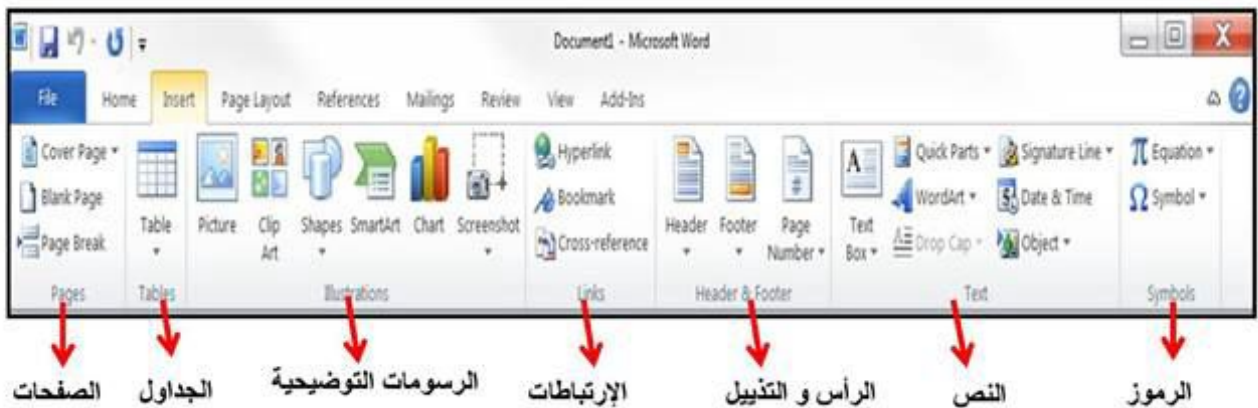 Document1 - Microsoft Word
File Home Insert Page Layout References Mailings Review View Add-Ins
Cover Page
Blank Page
Page Break
Table
Picture
Clip Art
Shapes
SmartArt
Chart
Screenshot
Hyperlink
Bookmark
Cross-reference
Header
Footer
Page Number
Text Box
Quick Parts
WordArt
Drop Cap
Signature Line
Date & Time
Object
Equation
Symbol
Pages Tables Illustrations Links Header & Footer Text Symbols
الصفحات
الجداول
الرسومات التوضيحية
الإرتباطات
الرأس و التذييل
النص
الرموز